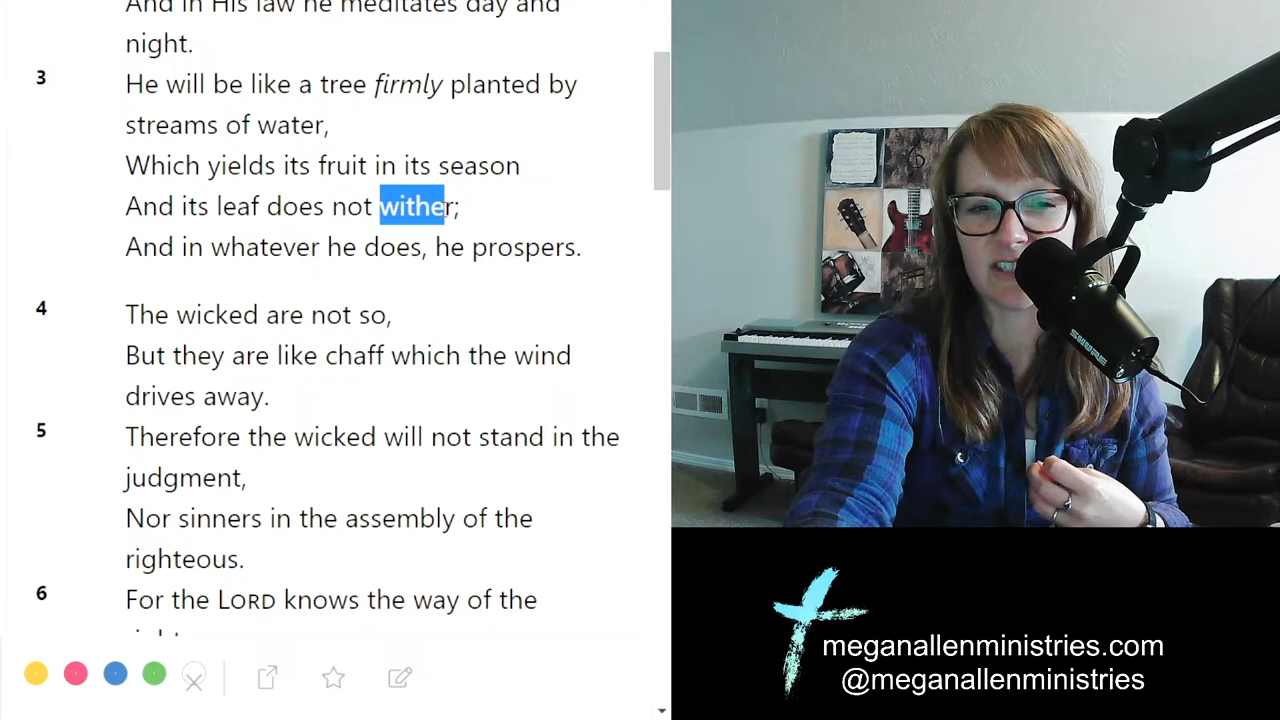 And in His law he meditates day and
night.
3 He will be like a tree firmly planted by
streams of water,
Which yields its fruit in its season
And its leaf does not wither;
And in whatever he does, he prospers.
4 The wicked are not so,
But they are like chaff which the wind
drives away.
5 Therefore the wicked will not stand in the
judgment,
Nor sinners in the assembly of the
righteous.
6 For the LORD knows the way of the
SHURE
meganallenministries.com
@meganallenministries